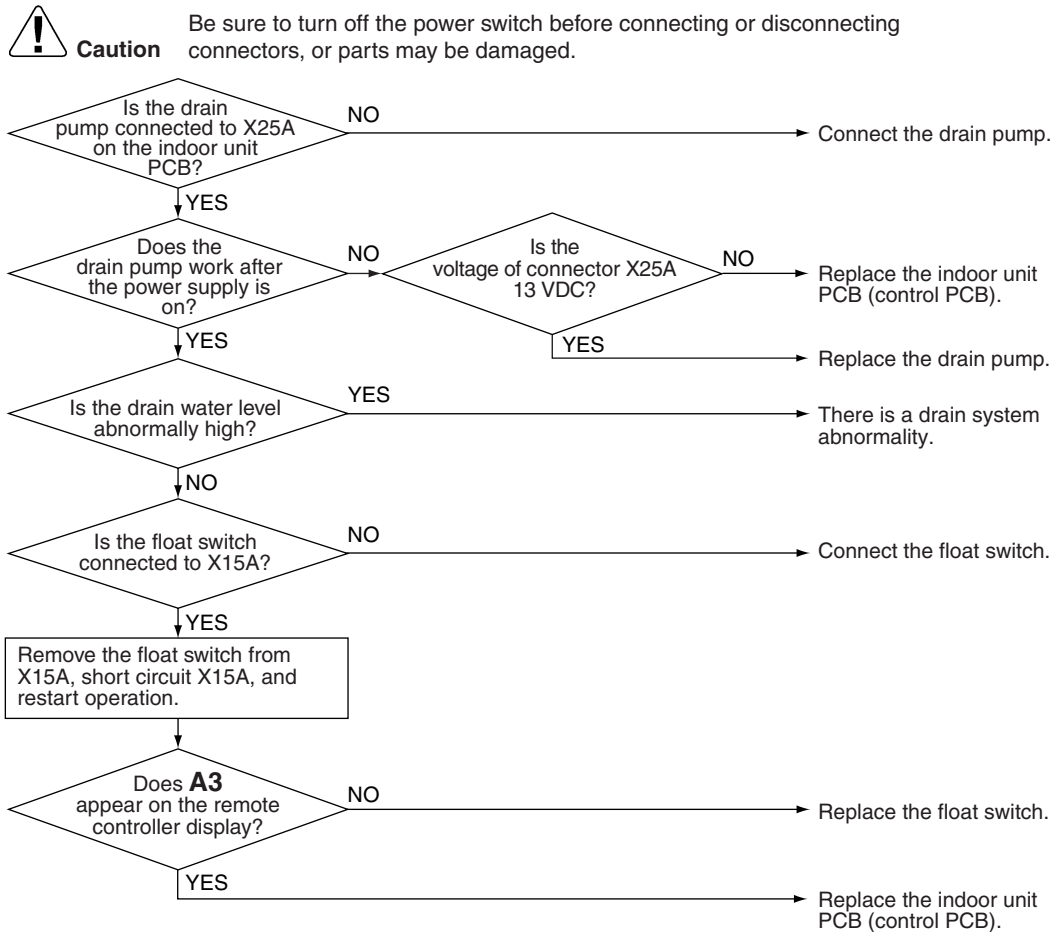 Be sure to turn off the power switch before connecting or disconnecting
Caution connectors, or parts may be damaged.
Is the drain
pump connected to X25A
on the indoor unit
PCB?
NO
Connect the drain pump.
YES
Does the
drain pump work after
the power supply is
on?
NO
Is the
voltage of connector X25A
13 VDC?
NO
Replace the indoor unit
PCB (control PCB).
YES
Replace the drain pump.
YES
Is the drain water level
abnormally high?
YES
There is a drain system
abnormality.
NO
Is the float switch
connected to X15A?
NO
Connect the float switch.
YES
Remove the float switch from
X15A, short circuit X15A, and
restart operation.
Does A3
appear on the remote
controller display?
NO
Replace the float switch.
YES
Replace the indoor unit
PCB (control PCB).